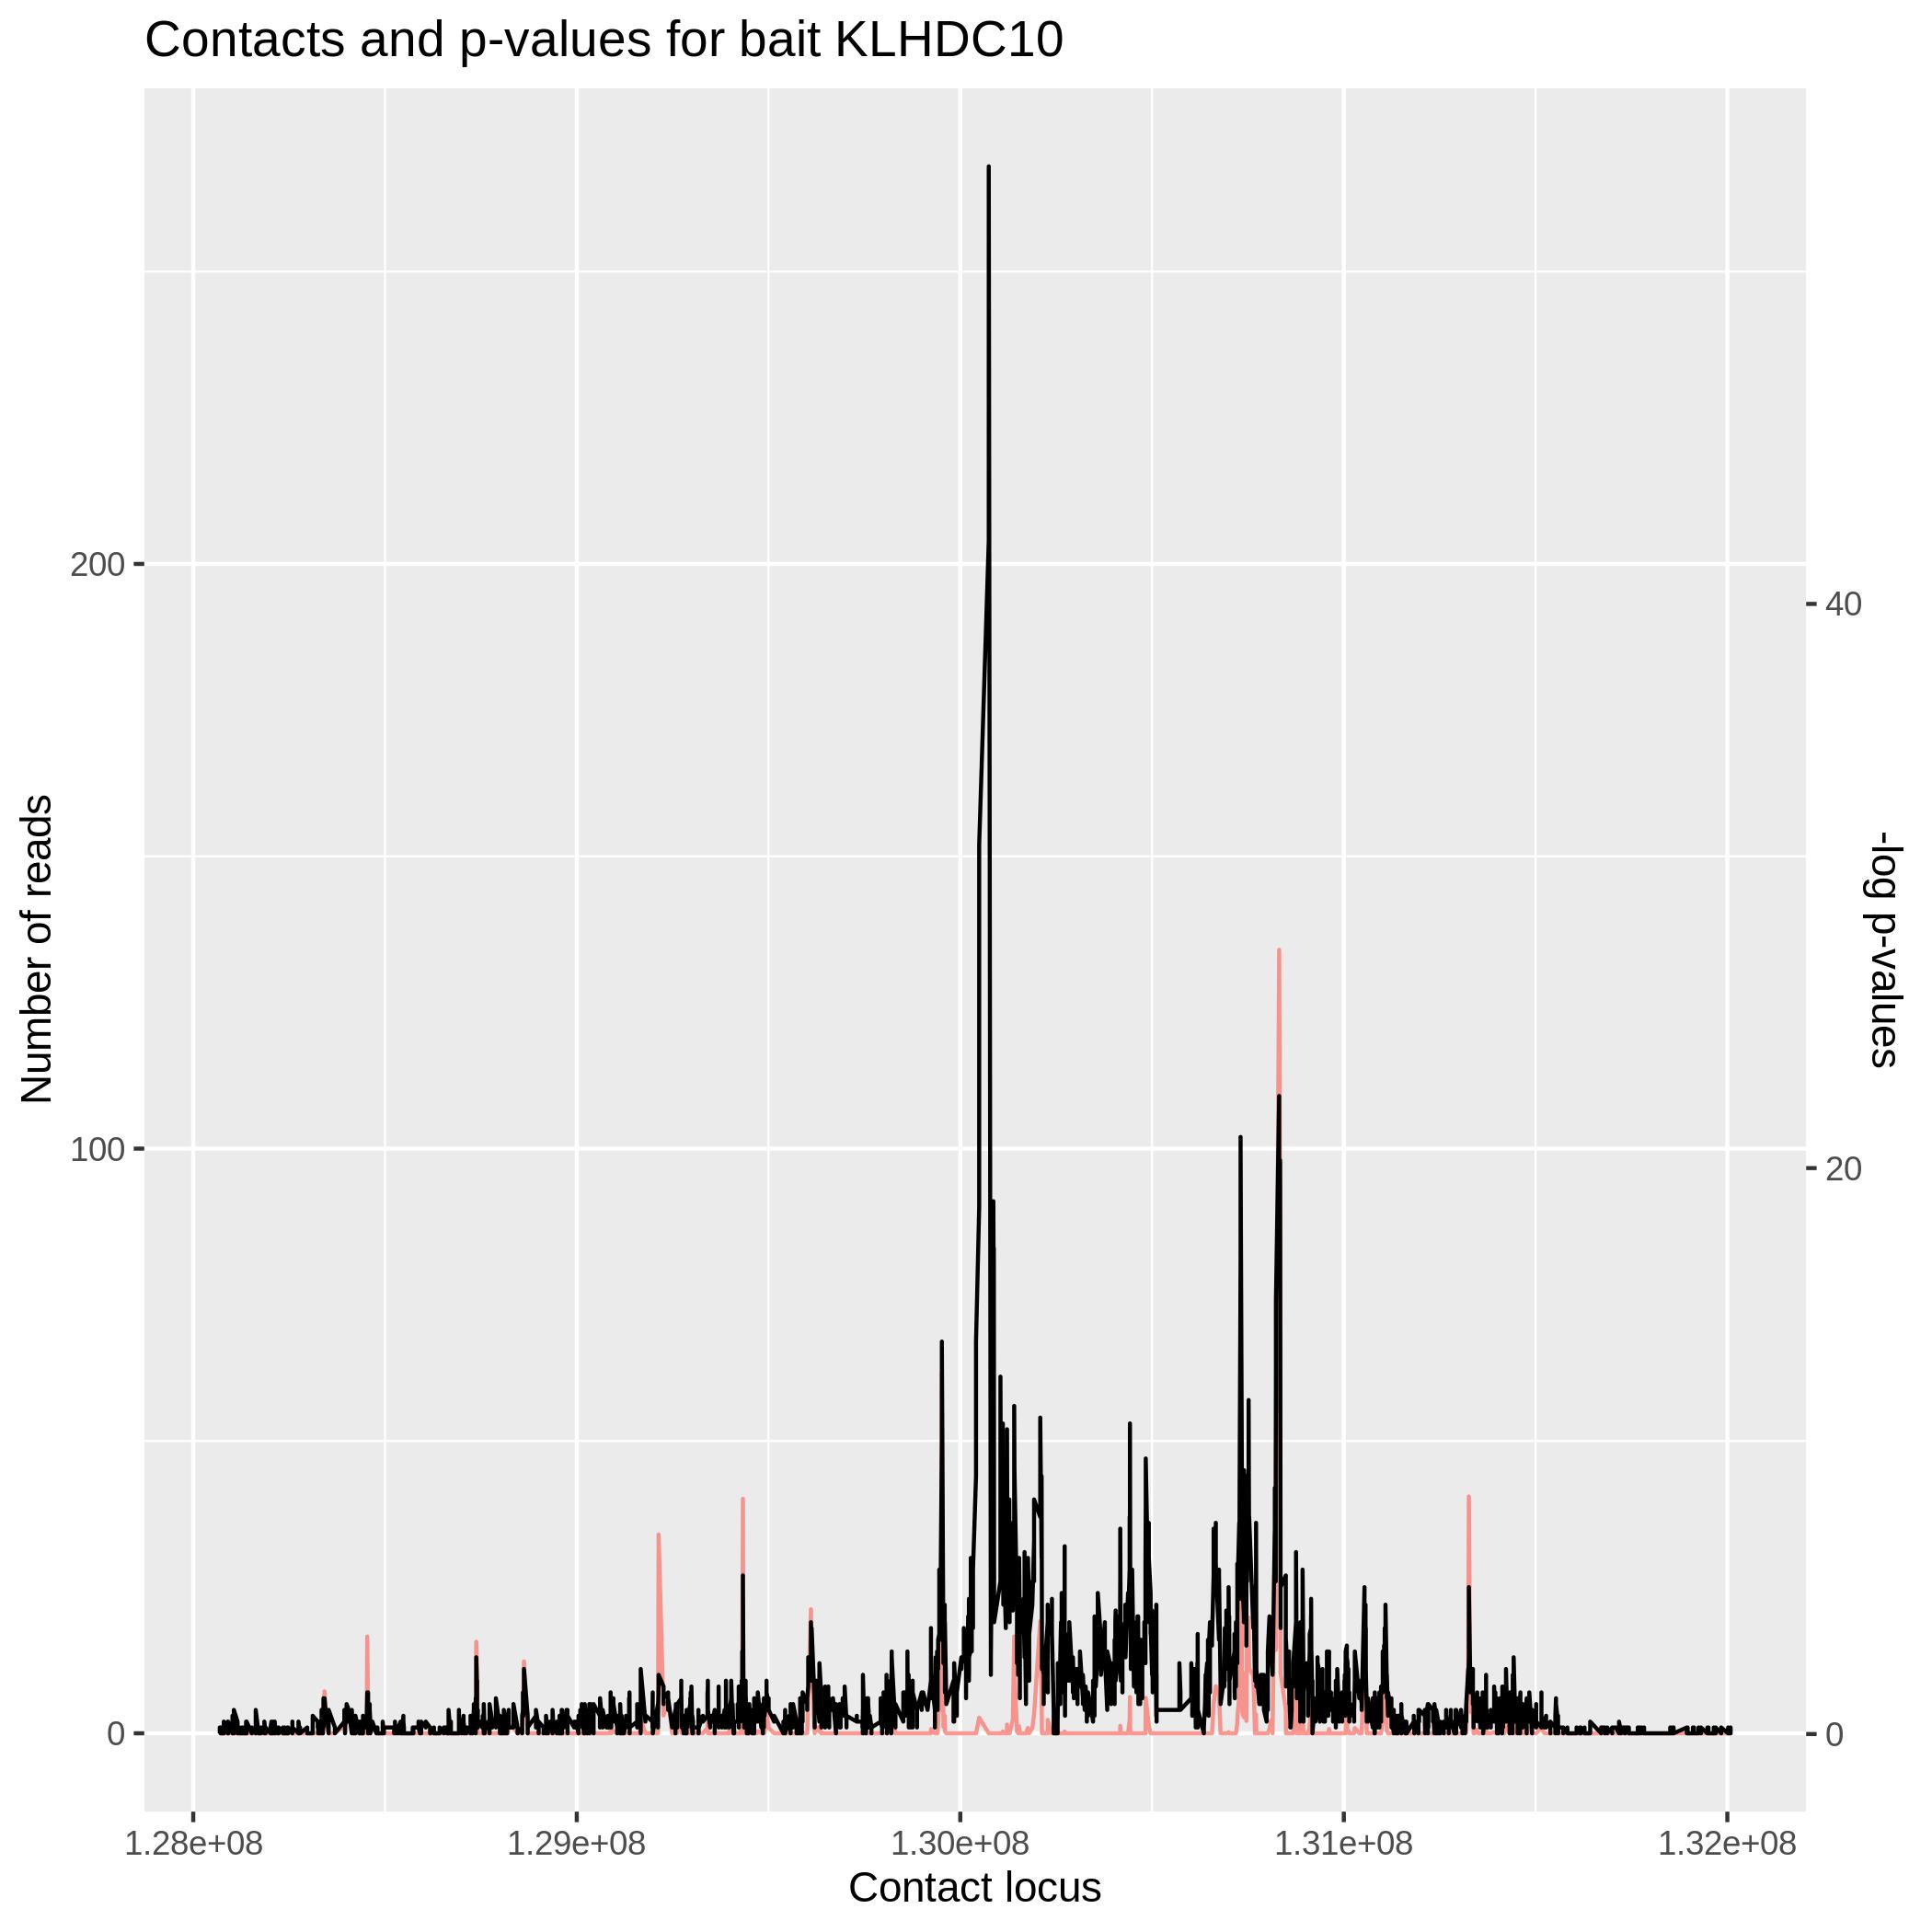 Contacts and p-values for bait KLHDC10
Number of reads
200
100
0
40
20
0
-log p-values
1.28e+08 1.29e+08 1.30e+08 1.31e+08 1.32e+08
Contact locus